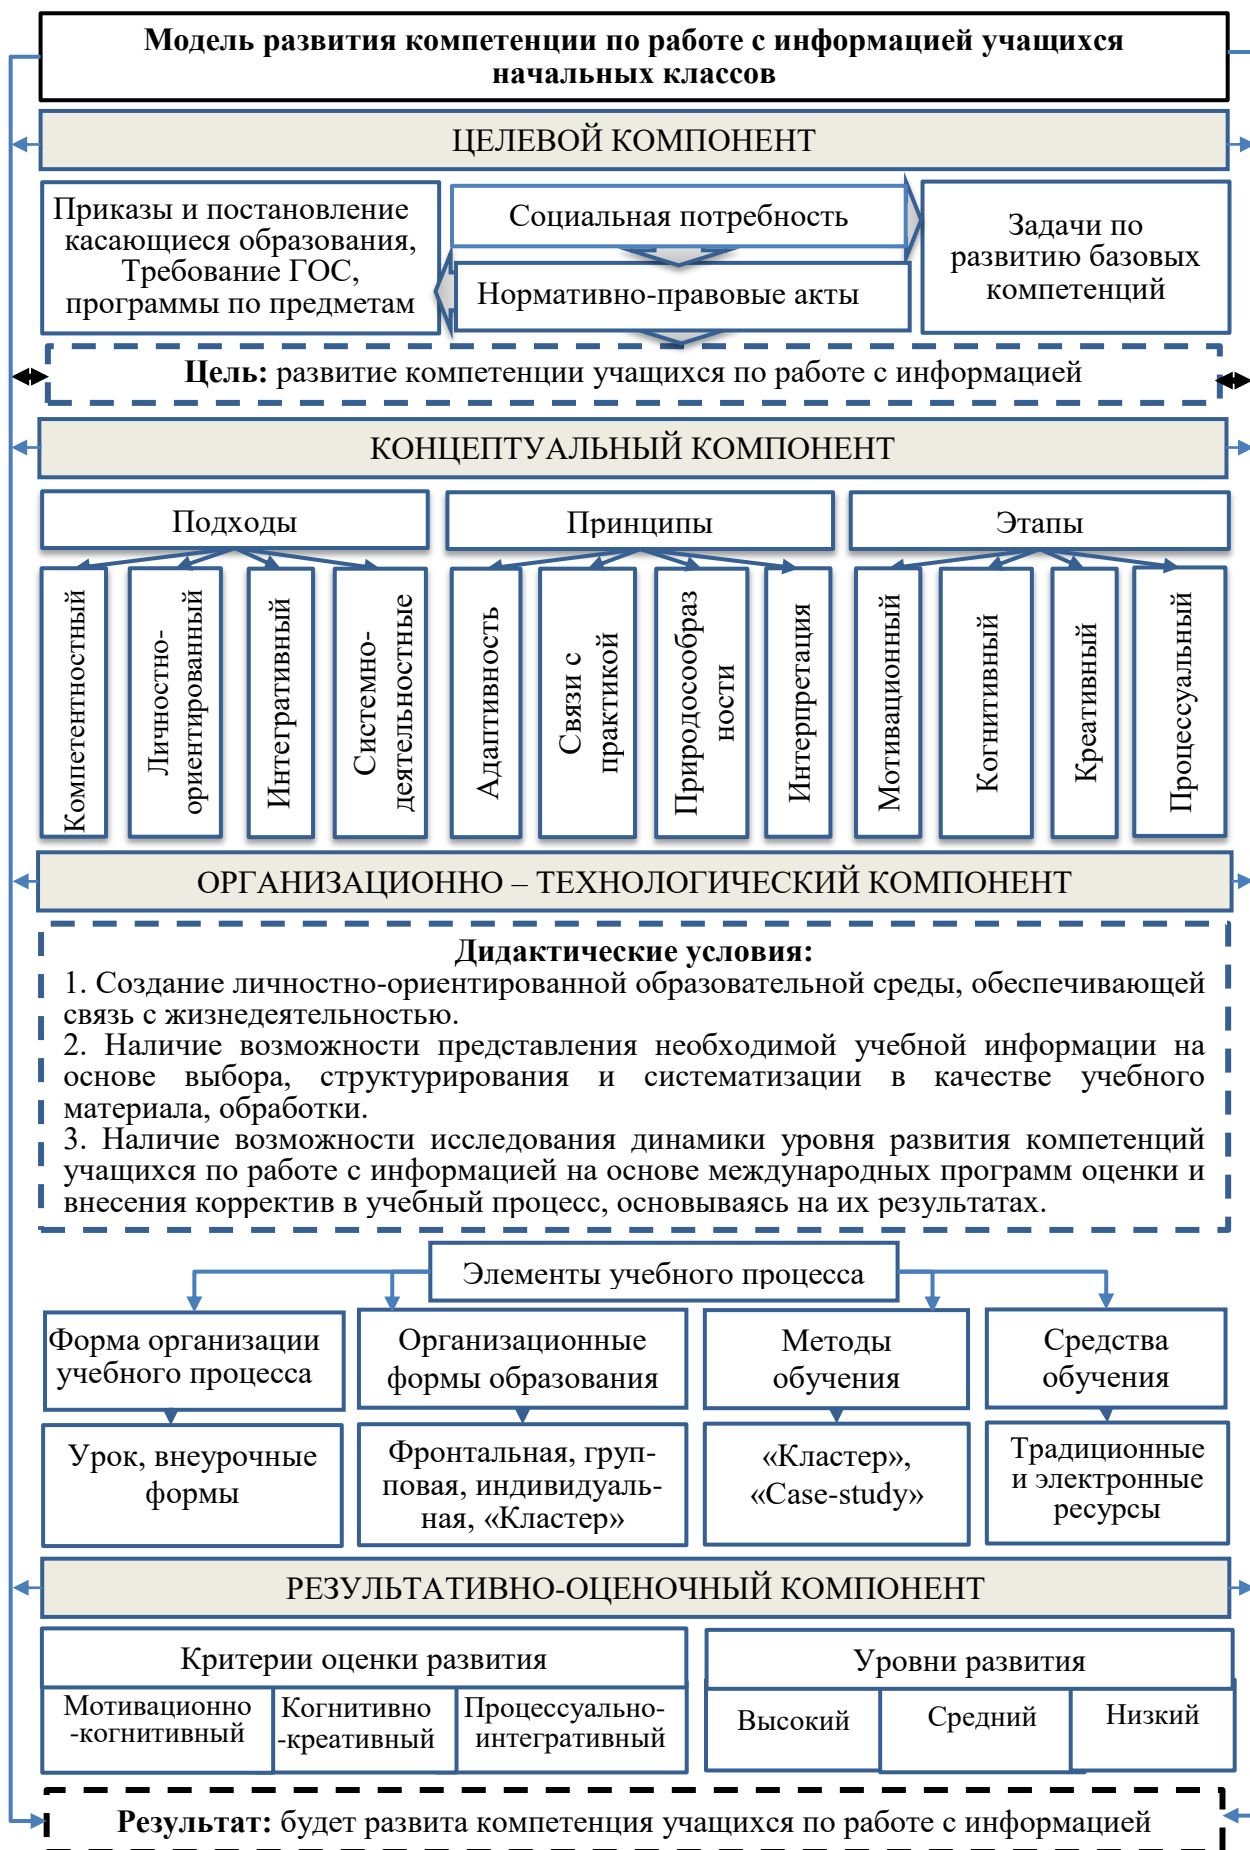 Модель развития компетенции по работе с информацией учащихся
начальных классов
ЦЕЛЕВОЙ КОМПОНЕНТ
Приказы и постановление
касающиеся образования,
Требование ГОС,
программы по предметам
Социальная потребность
Нормативно-правовые акты
Задачи по
развитию базовых
компетенций
Цель: развитие компетенции учащихся по работе с информацией
КОНЦЕПТУАЛЬНЫЙ КОМПОНЕНТ
Подходы
Принципы
Этапы
Компетентностный
Личностно-
ориентированный
Интегративный
Системно-
деятельностные
Адаптивность
Связи с
практикой
Природосообраз
ности
Интерпретация
Мотивационный
Когнитивный
Креативный
Процессуальный
ОРГАНИЗАЦИОННО – ТЕХНОЛОГИЧЕСКИЙ КОМПОНЕНТ
Дидактические условия:
1. Создание личностно-ориентированной образовательной среды, обеспечивающей
связь с жизнедеятельностью.
2. Наличие возможности представления необходимой учебной информации на
основе выбора, структурирования и систематизации в качестве учебного
материала, обработки.
3. Наличие возможности исследования динамики уровня развития компетенций
учащихся по работе с информацией на основе международных программ оценки и
внесения корректив в учебный процесс, основываясь на их результатах.
Элементы учебного процесса
Форма организации
учебного процесса
Организационные
формы образования
Методы
обучения
Средства
обучения
Урок, внеурочные
формы
Фронтальная, груп-
повая, индивидуаль-
ная, «Кластер»
«Кластер»,
«Case-study»
Традиционные
и электронные
ресурсы
РЕЗУЛЬТАТИВНО-ОЦЕНОЧНЫЙ КОМПОНЕНТ
Критерии оценки развития
Уровни развития
Мотивационно
-когнитивный
Когнитивно
-креативный
Процессуально-
интегративный
Высокий
Средний
Низкий
Результат: будет развита компетенция учащихся по работе с информацией